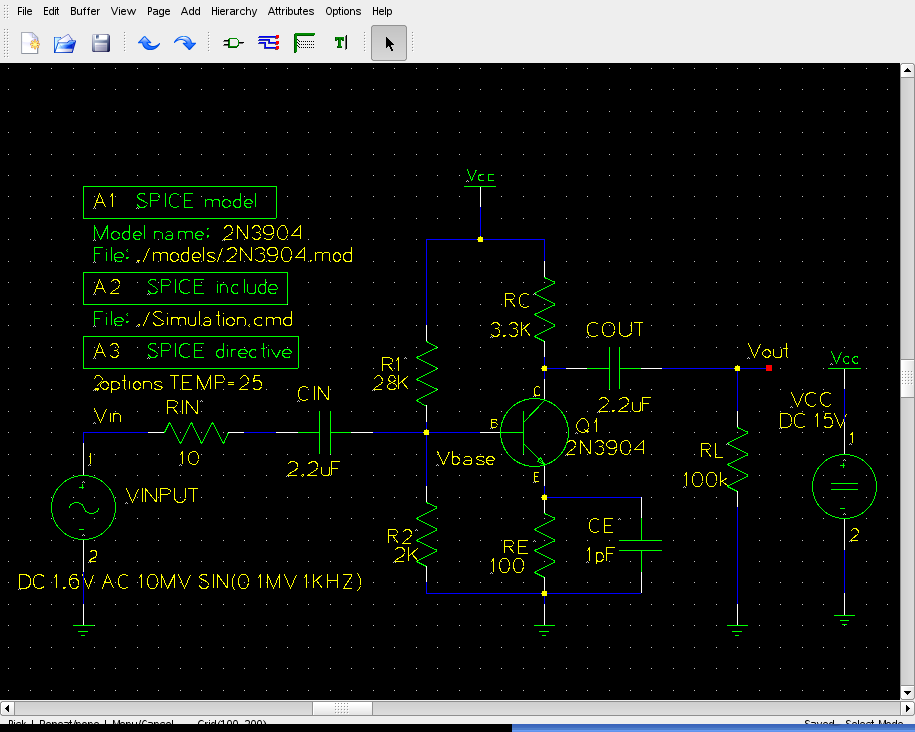 File Edit Buffer View Page Add Hierarchy Attributes Options Help
T
Vcc
A1 SPICE model
Model name: 2N3904
File: ./models/2N3904.mod
A2 SPICE include
File: ./Simulation.cmd
A3 SPICE directive
options TEMP=25
RC
3.3K
COUT
2.2uF
Vout
Vcc
VCC
DC 15V
1
2
R1
28K
CIN
2.2uF
Vin
RIN
10
C
B
E
Q1
2N3904
Vbase
RL
100k
1
VINPUT
2
DC 1.6V AC 10MV SIN(0 1MV 1KHZ)
R2
2K
RE
100
CE
1pF
Pick | Repeat/none | Menu/Cancel Grid(100, 200) Saved Select Mode